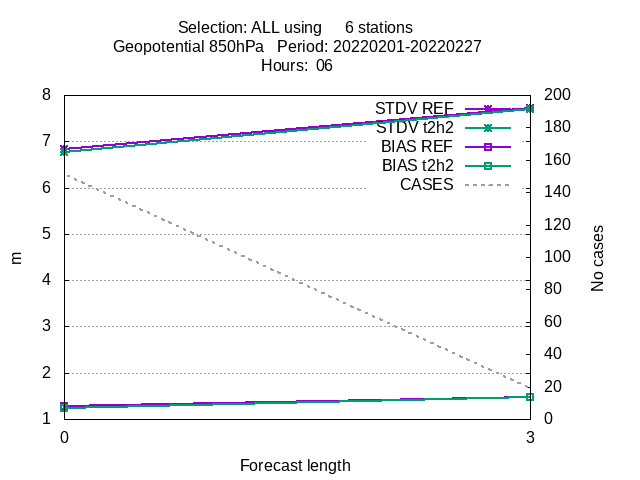 Selection: ALL using 6 stations
Geopotential 850hPa Period: 20220201-20220227
Hours: 06
8 200
STDV REF
180
STDV t2h2
7
BIAS REF
160
BIAS t2h2
6 CASES
140
5 120
m
No cases
4 100
80
3 60
40
2
20
1 0
0 3
Forecast length